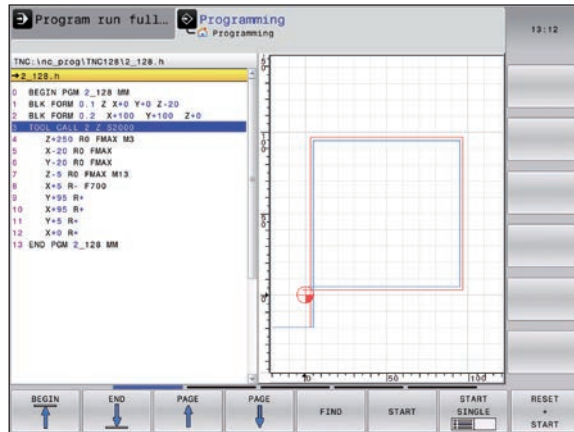 Program run full...
Programming
Programming
13:12
TNC:\nc_prog\TNC128\2_128.h
→2_128.h
0 BEGIN PGM 2_128 MM
1 BLK FORM 0.1 Z X+0 Y+0 Z-20
2 BLK FORM 0.2 X+100 Y+100 Z+0
3 TOOL CALL 2 Z S2000
4 Z+250 R0 FMAX M3
5 X-20 R0 FMAX
6 Y-20 R0 FMAX
7 Z-5 R0 FMAX M13
8 X+5 R- F700
9 Y+95 R+
10 X+95 R+
11 Y+5 R+
12 X+0 R+
13 END PGM 2_128 MM
0 50 100
BEGIN
END
PAGE
PAGE
FIND
START
START SINGLE
RESET + START